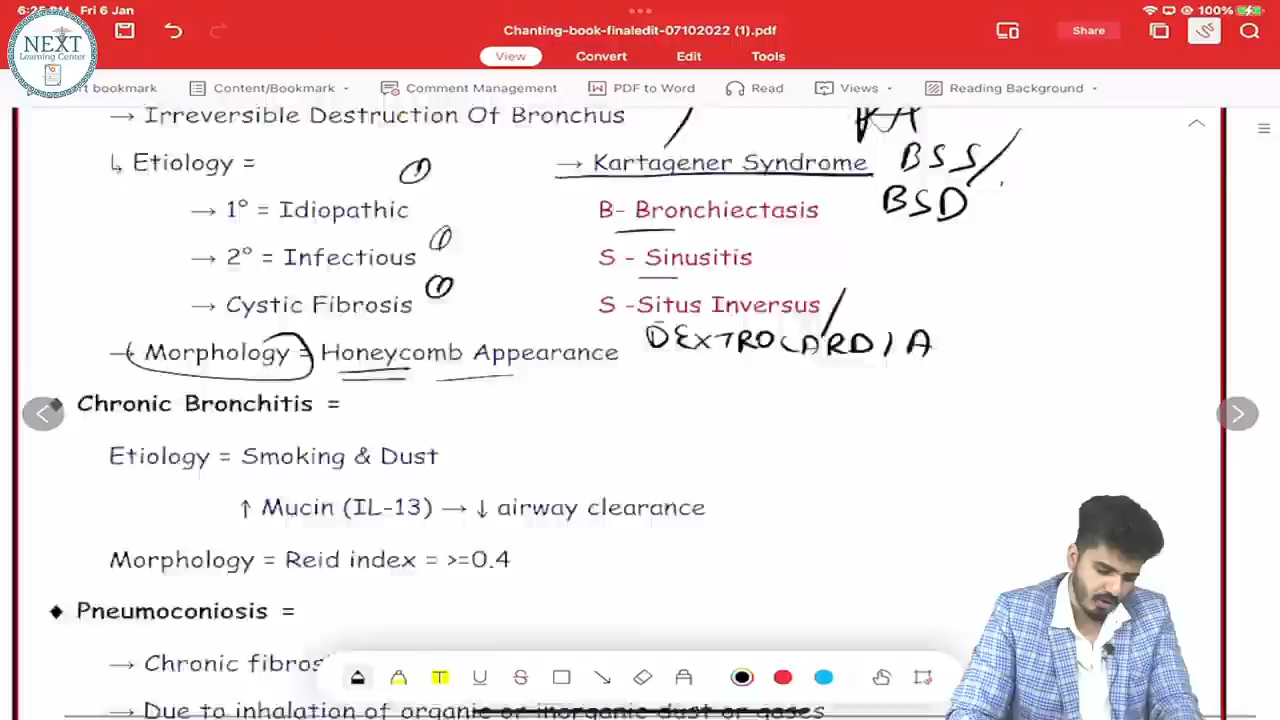 6:25 PM Fri 6 Jan
100%
NEXT
Learning Center
Chanting-book-finaledit-07102022 (1).pdf
Share
View Convert Edit Tools
bookmark Content/Bookmark Comment Management PDF to Word Read Views Reading Background
→ Irreversible Destruction Of Bronchus
↳ Etiology =
→ 1° = Idiopathic
→ 2° = Infectious
→ Cystic Fibrosis
→ Morphology = Honeycomb Appearance
→ Kartagener Syndrome BSS/
BSD
B- Bronchiectasis
S - Sinusitis
S -Situs Inversus /
DEXTROCARDIA
Chronic Bronchitis =
Etiology = Smoking & Dust
↑ Mucin (IL-13) → ↓ airway clearance
Morphology = Reid index = >=0.4
◆ Pneumoconiosis =
→ Chronic fibros
→ Due to inhalation of organic or inorganic dust or gases